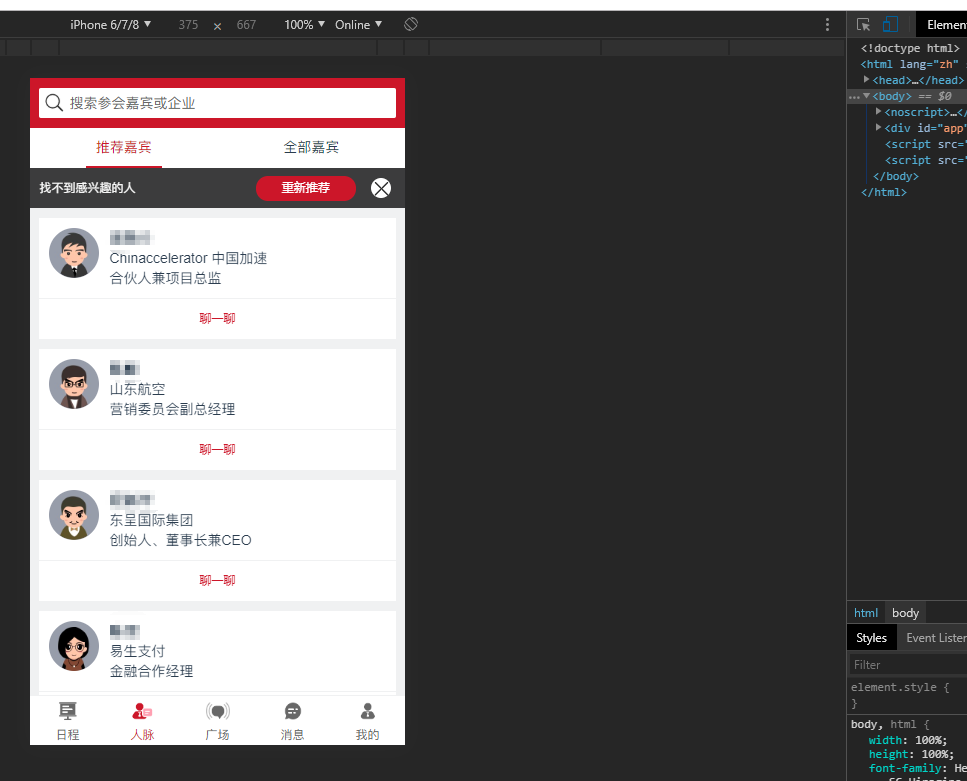 iPhone 6/7/8 ▼ 375 × 667 100% ▼ Online ▼
搜索参会嘉宾或企业
推荐嘉宾 全部嘉宾
找不到感兴趣的人 重新推荐
Chinaccelerator 中国加速
合伙人兼项目总监
聊一聊
山东航空
营销委员会副总经理
聊一聊
东呈国际集团
创始人、董事长兼CEO
聊一聊
易生支付
金融合作经理
日程 人脉 广场 消息 我的
Elemen
<!doctype html>
<html lang="zh"
<head>…</head>
<body> == $0
<noscript>…</
<div id="app"
<script src="
<script src="
</body>
</html>
html body
Styles Event Listen
Filter
element.style {
}
body, html {
width: 100%;
height: 100%;
font-family: He